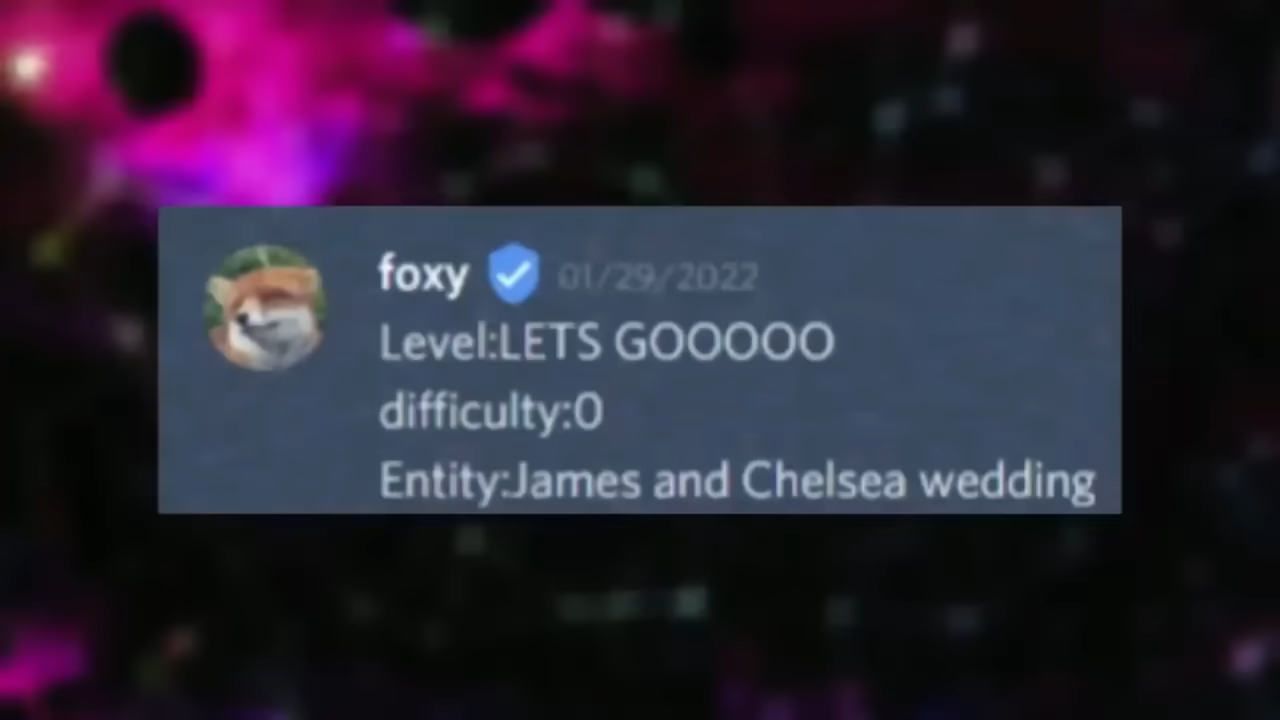 foxy 01/29/2022
Level:LETS GOOOOO
difficulty:0
Entity:James and Chelsea wedding